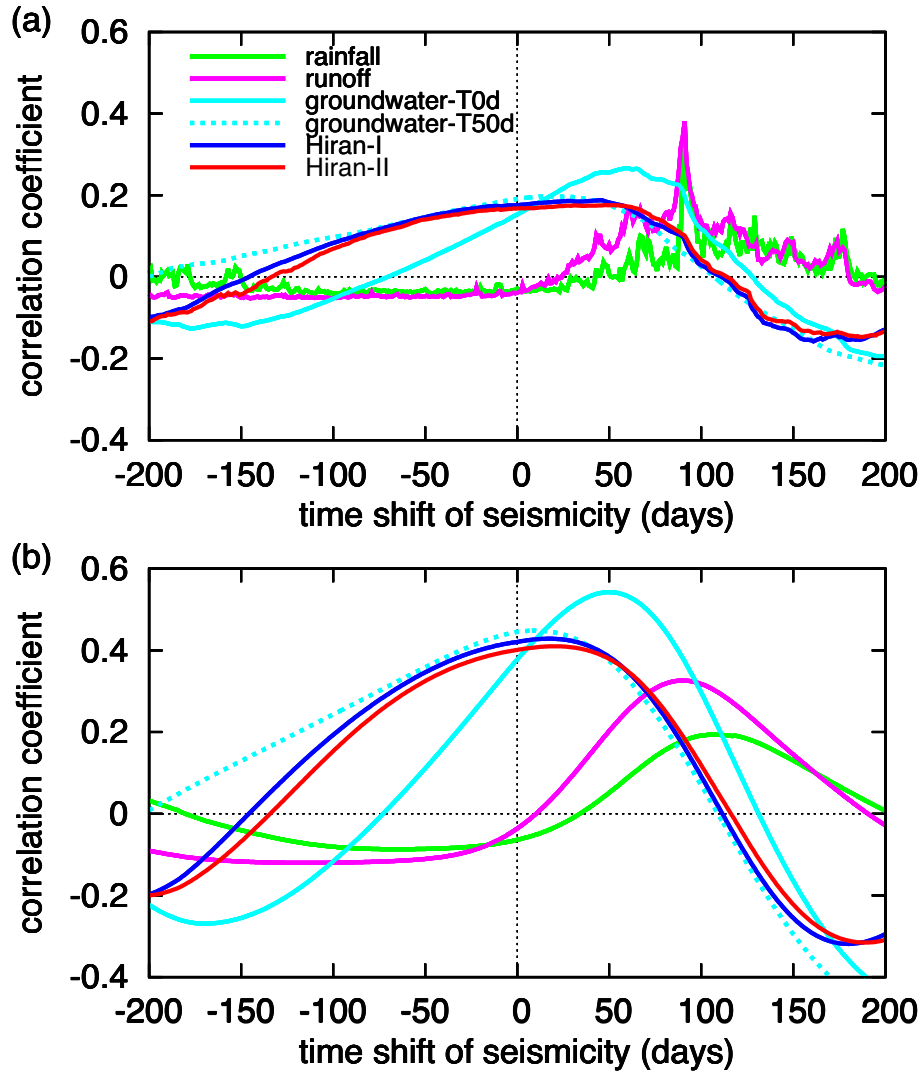 (a)
0.6
0.4
0.2
0
-0.2
-0.4
correlation coefficient
rainfall
runoff
groundwater-T0d
groundwater-T50d
Hiran-I
Hiran-II
-200 -150 -100 -50 0 50 100 150 200
time shift of seismicity (days)
(b)
0.6
0.4
0.2
0
-0.2
-0.4
correlation coefficient
-200 -150 -100 -50 0 50 100 150 200
time shift of seismicity (days)